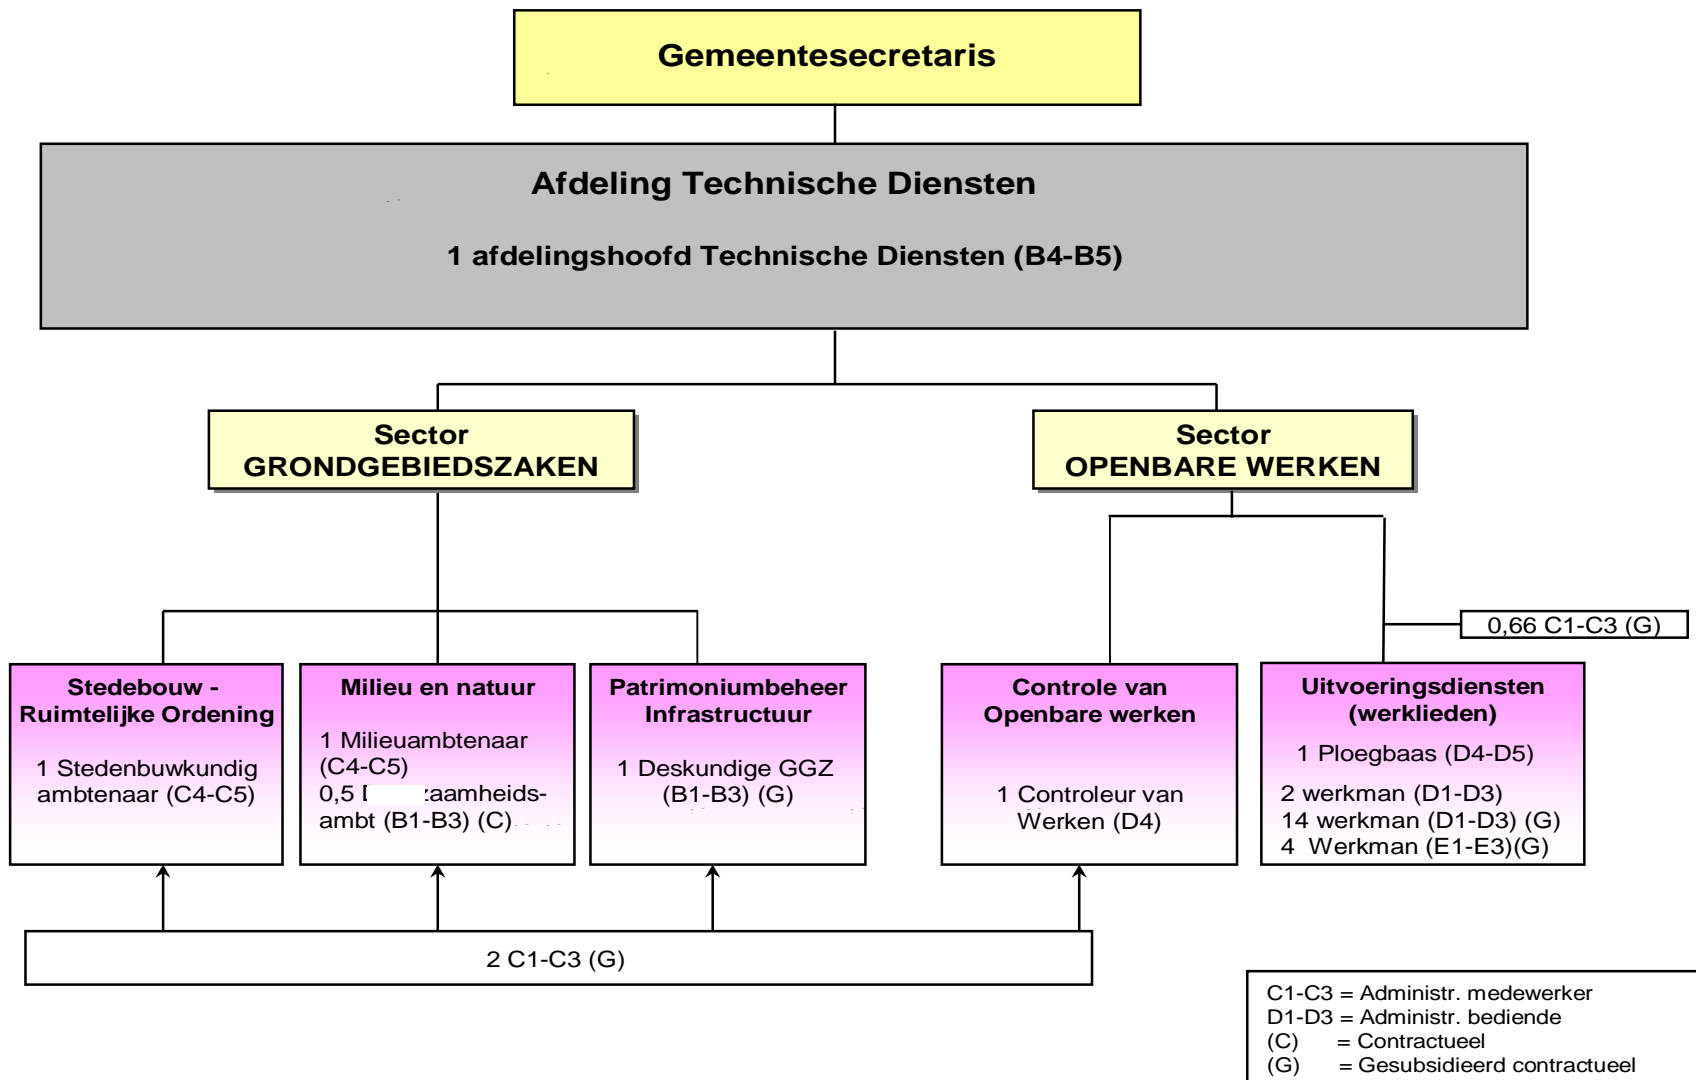 Gemeentesecretaris
Afdeling Technische Diensten
1 afdelingshoofd Technische Diensten (B4-B5)
Sector
GRONDGEBIEDSZAKEN
Sector
OPENBARE WERKEN
0,66 C1-C3 (G)
Stedebouw -
Ruimtelijke Ordening
1 Stedenbuwkundig
ambtenaar (C4-C5)
Milieu en natuur
1 Milieuambtenaar
(C4-C5)
0,5 zaamheids-
ambt (B1-B3) (C)
Patrimoniumbeheer
Infrastructuur
1 Deskundige GGZ
(B1-B3) (G)
Controle van
Openbare werken
1 Controleur van
Werken (D4)
Uitvoeringsdiensten
(werklieden)
1 Ploegbaas (D4-D5)
2 werkman (D1-D3)
14 werkman (D1-D3) (G)
4 Werkman (E1-E3)(G)
2 C1-C3 (G)
C1-C3 = Administr. medewerker
D1-D3 = Administr. bediende
(C) = Contractueel
(G) = Gesubsidieerd contractueel